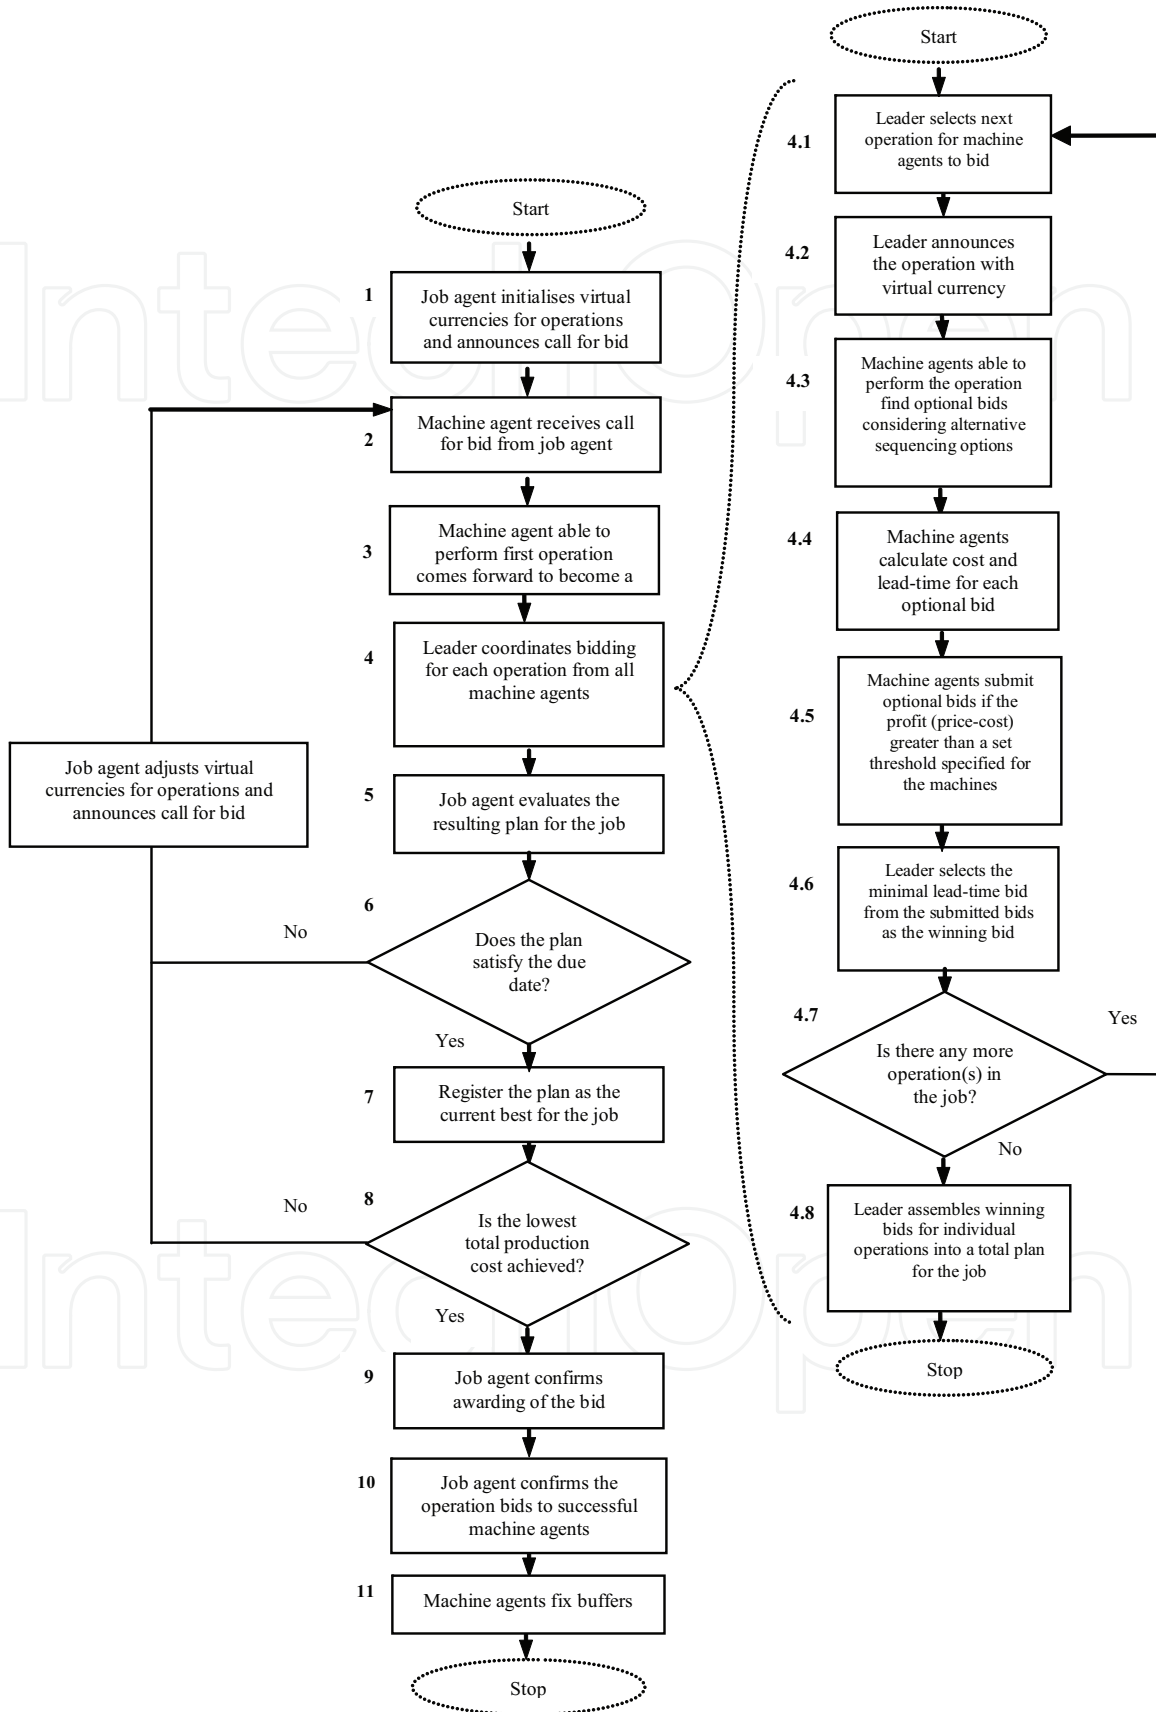 Start
1
Job agent initialises virtual
currencies for operations
and announces call for bid
2
Machine agent receives call
for bid from job agent
3
Machine agent able to
perform first operation
comes forward to become a
4
Leader coordinates bidding
for each operation from all
machine agents
Job agent adjusts virtual
currencies for operations and
announces call for bid
5
Job agent evaluates the
resulting plan for the job
6
No
Does the plan
satisfy the due
date?
Yes
7
Register the plan as the
current best for the job
8
No
Is the lowest
total production
cost achieved?
Yes
9
Job agent confirms
awarding of the bid
10
Job agent confirms the
operation bids to successful
machine agents
11
Machine agents fix buffers
Stop
Start
4.1
Leader selects next
operation for machine
agents to bid
4.2
Leader announces
the operation with
virtual currency
4.3
Machine agents able to
perform the operation
find optional bids
considering alternative
sequencing options
4.4
Machine agents
calculate cost and
lead-time for each
optional bid
4.5
Machine agents submit
optional bids if the
profit (price-cost)
greater than a set
threshold specified for
the machines
4.6
Leader selects the
minimal lead-time bid
from the submitted bids
as the winning bid
4.7
Yes
Is there any more
operation(s) in
the job?
No
4.8
Leader assembles winning
bids for individual
operations into a total plan
for the job
Stop
IntechOpen
IntechOpen